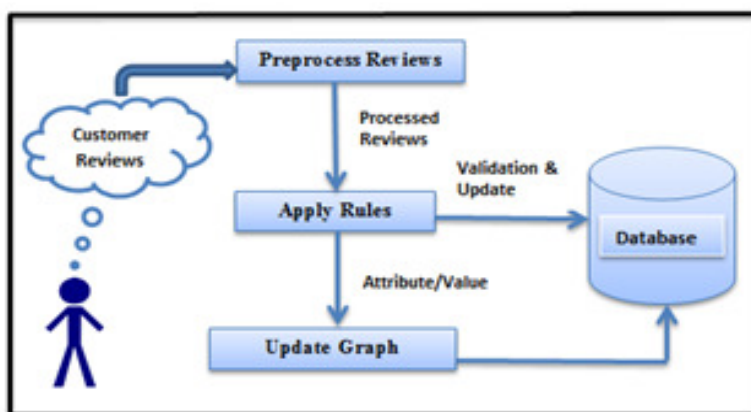 Preprocess Reviews
Customer
Reviews
Processed
Reviews
Validation &
Update
Apply Rules
Database
Attribute/Value
Update Graph